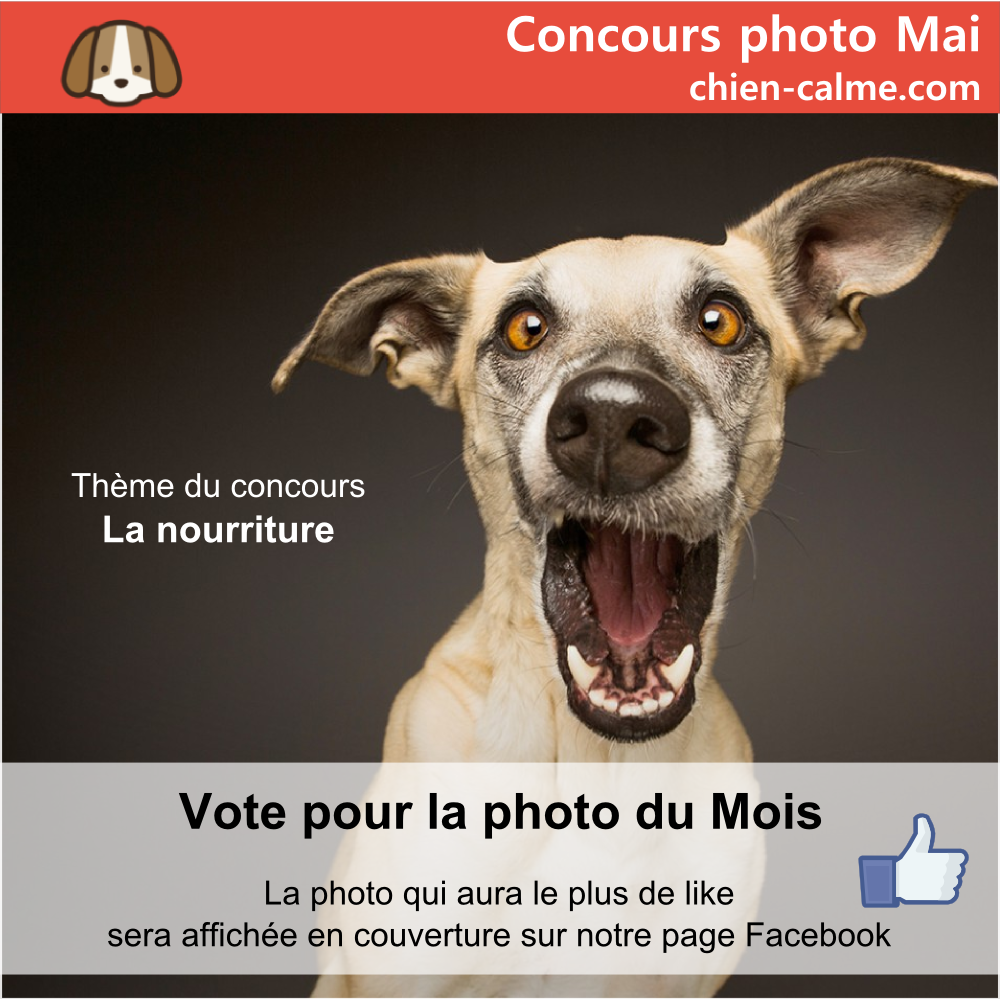 Concours photo Mai
chien-calme.com
Thème du concours
La nourriture
Vote pour la photo du Mois
La photo qui aura le plus de like
sera affichée en couverture sur notre page Facebook